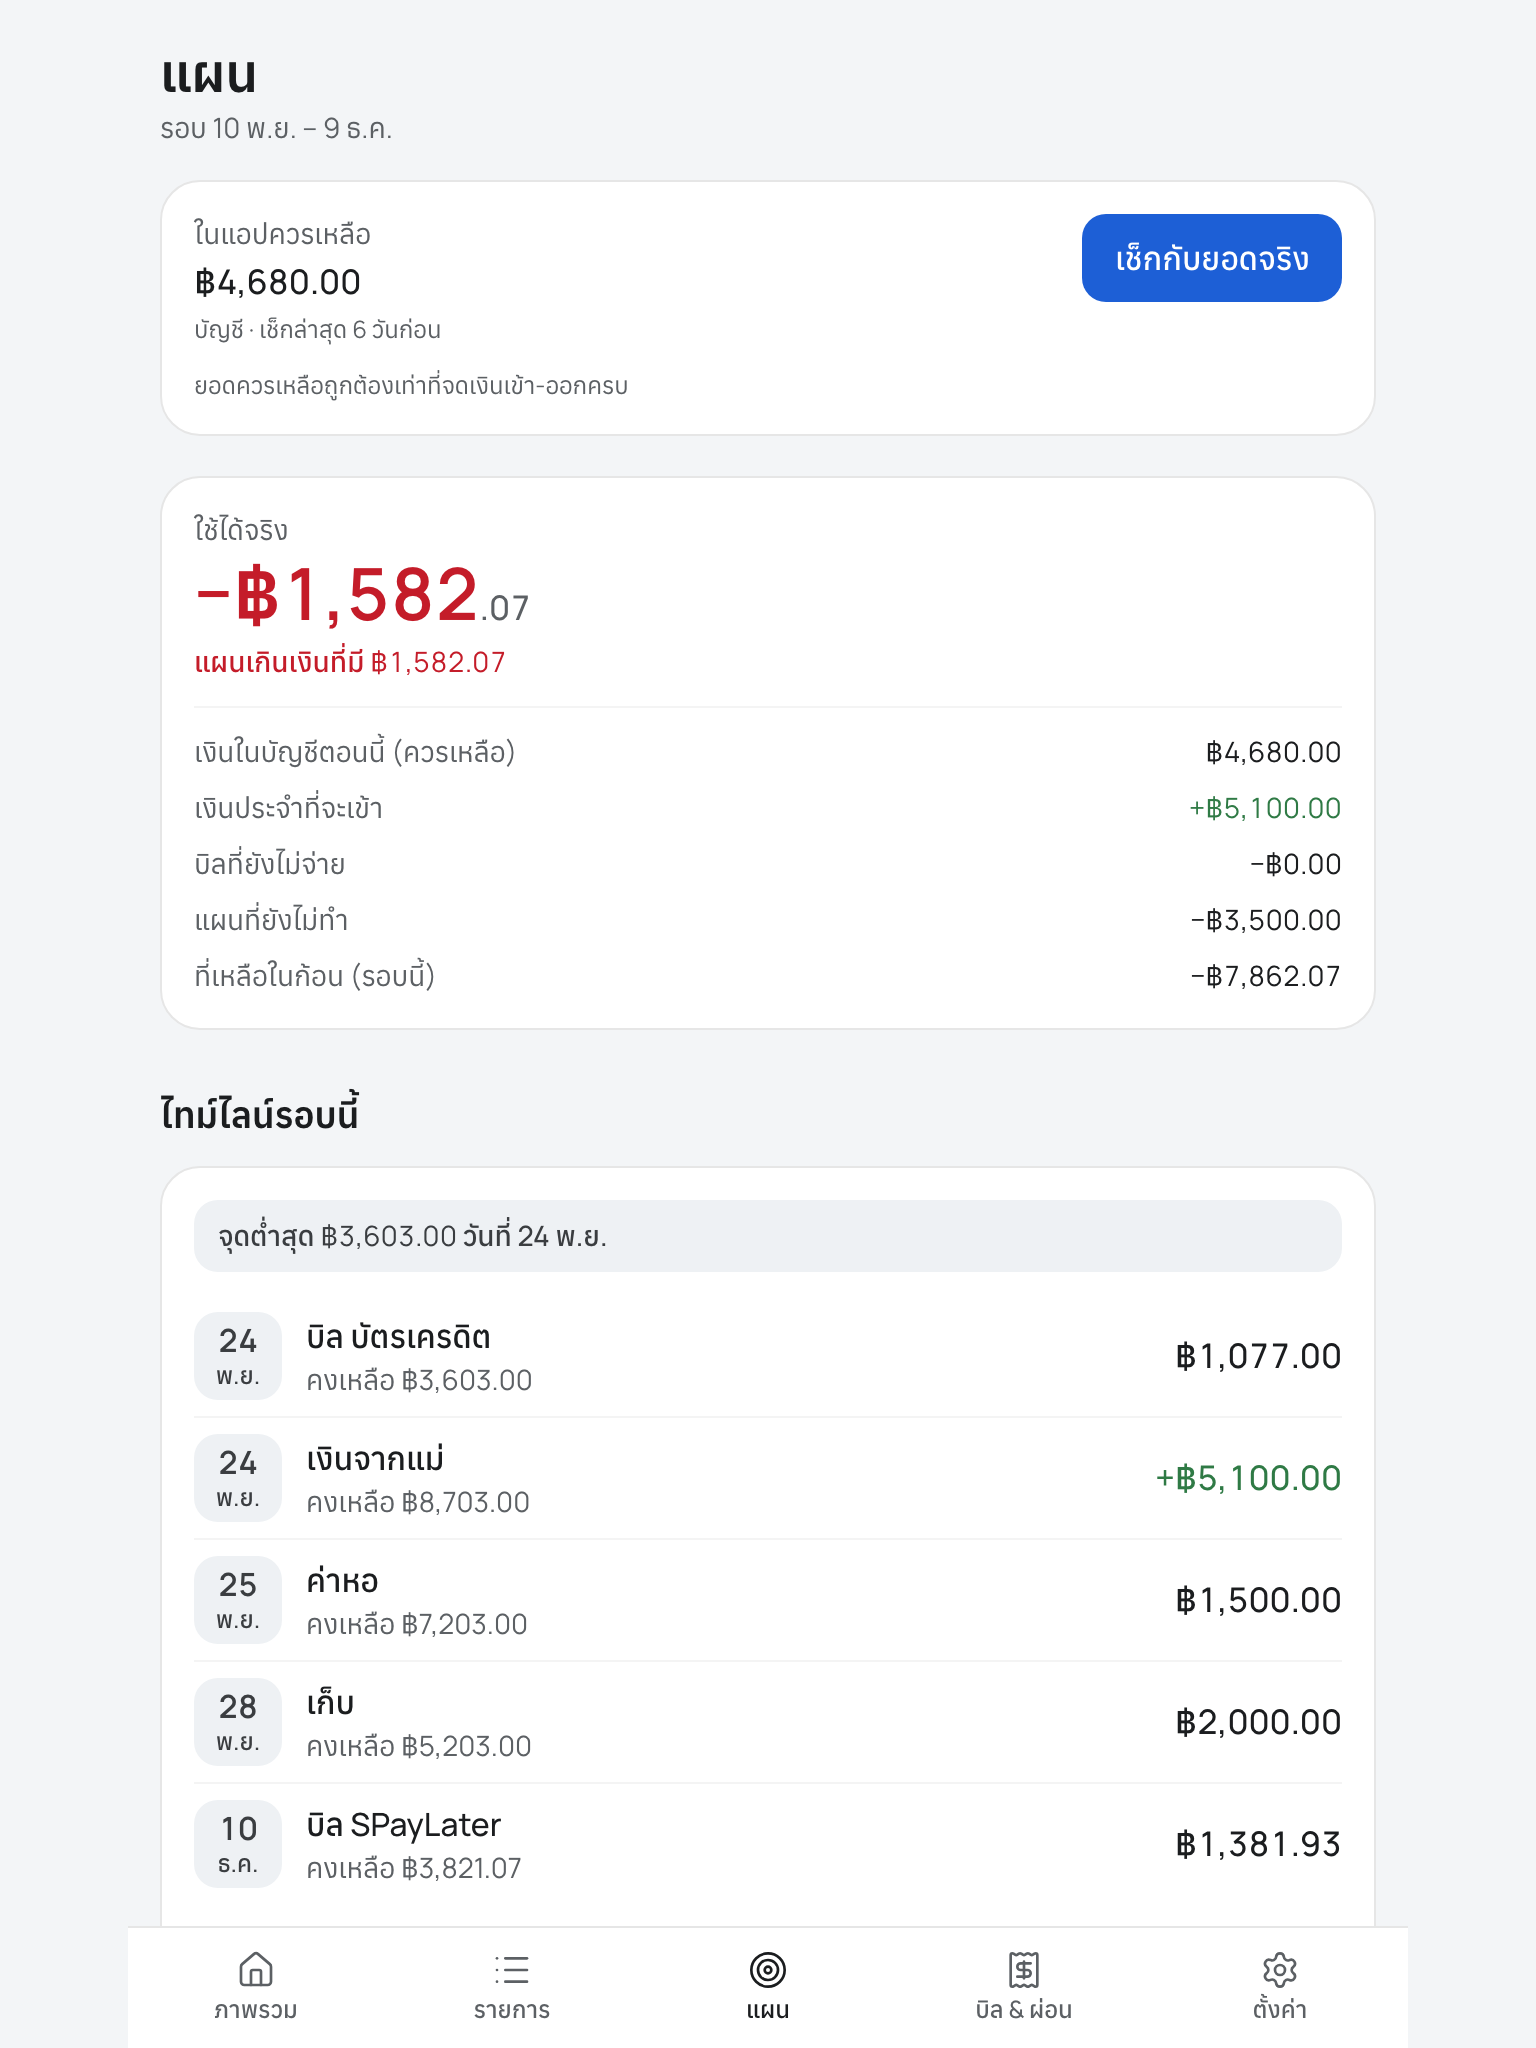 แผน
รอบ 10 พ.ย. – 9 ธ.ค.
ในแอปควรเหลือ
฿4,680.00
บัญชี · เช็กล่าสุด 6 วันก่อน
ยอดควรเหลือถูกต้องเท่าที่จดเงินเข้า-ออกครบ
เช็กกับยอดจริง
ใช้ได้จริง
−฿1,582.07
แผนเกินเงินที่มี ฿1,582.07
เงินในบัญชีตอนนี้ (ควรเหลือ) ฿4,680.00
เงินประจำที่จะเข้า +฿5,100.00
บิลที่ยังไม่จ่าย −฿0.00
แผนที่ยังไม่ทำ −฿3,500.00
ที่เหลือในก้อน (รอบนี้) −฿7,862.07
ไทม์ไลน์รอบนี้
จุดต่ำสุด ฿3,603.00 วันที่ 24 พ.ย.
24 พ.ย.
บิล บัตรเครดิต
คงเหลือ ฿3,603.00
฿1,077.00
24 พ.ย.
เงินจากแม่
คงเหลือ ฿8,703.00
+฿5,100.00
25 พ.ย.
ค่าหอ
คงเหลือ ฿7,203.00
฿1,500.00
28 พ.ย.
เก็บ
คงเหลือ ฿5,203.00
฿2,000.00
10 ธ.ค.
บิล SPayLater
คงเหลือ ฿3,821.07
฿1,381.93
ภาพรวม
รายการ
แผน
บิล & ผ่อน
ตั้งค่า